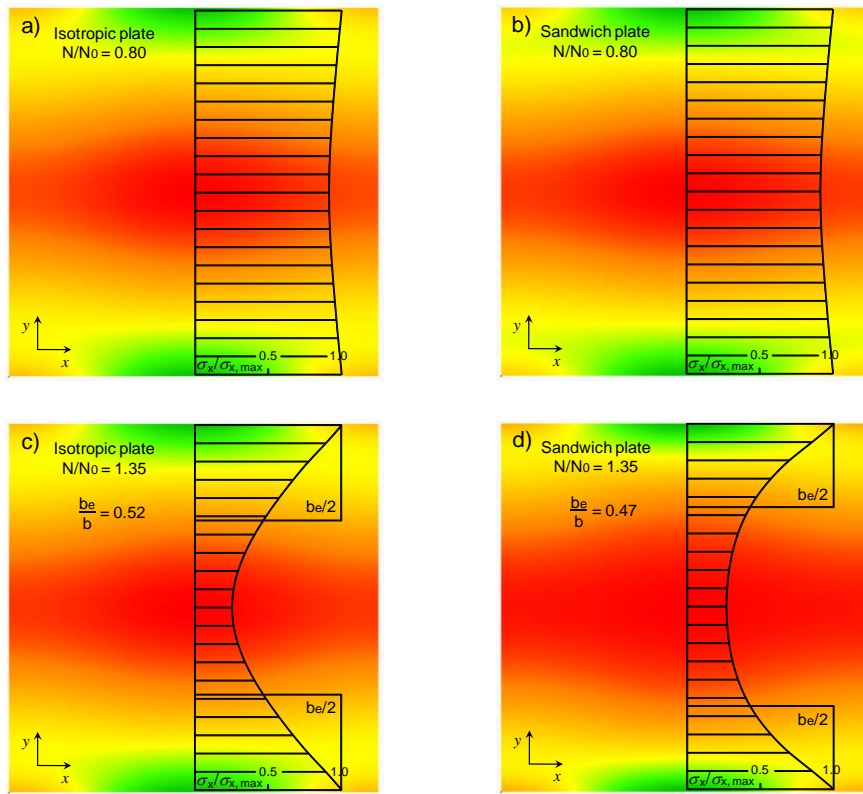 a)
Isotropic plate
N/N0 = 0.80
y
x
0.5
1.0
σx/σx, max
b)
Sandwich plate
N/N0 = 0.80
y
x
0.5
1.0
σx/σx, max
c)
Isotropic plate
N/N0 = 1.35
be/b = 0.52
be/2
be/2
y
x
0.5
1.0
σx/σx, max
d)
Sandwich plate
N/N0 = 1.35
be/b = 0.47
be/2
be/2
y
x
0.5
1.0
σx/σx, max